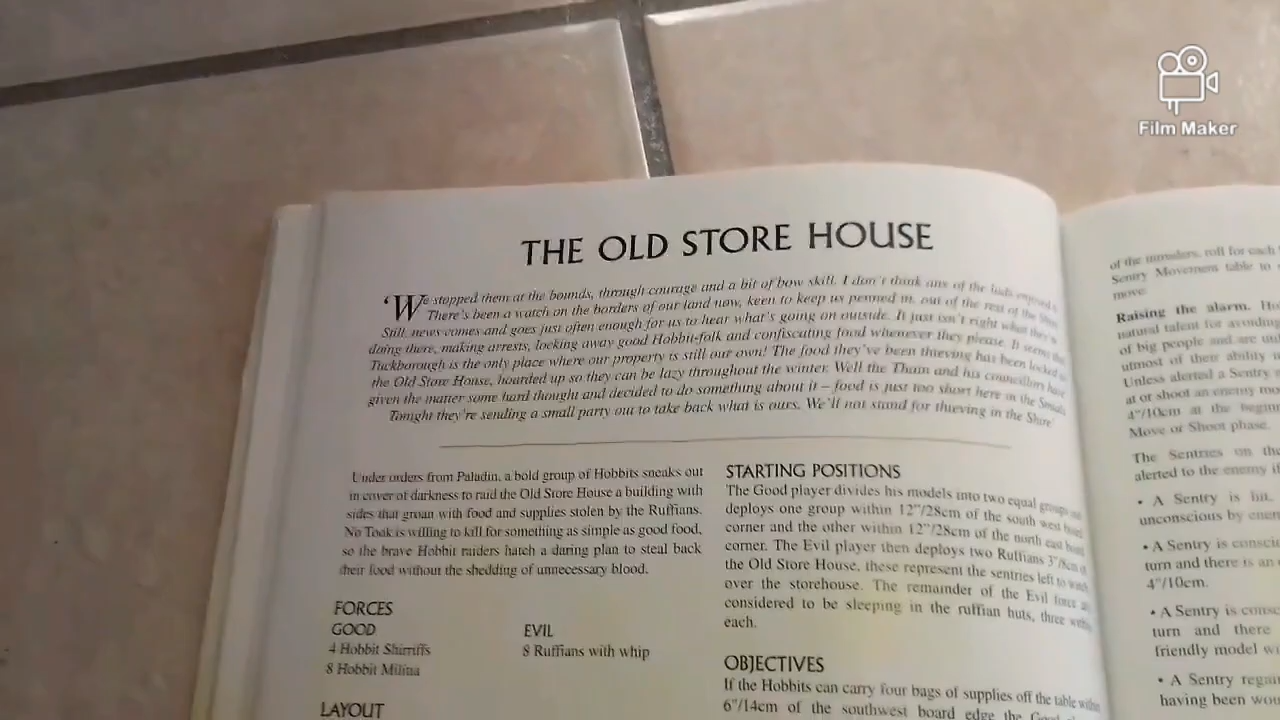 Film Maker
THE OLD STORE HOUSE
'We stopped them at the bounds, through courage and a bit of bow skill. I don't think any of the lads enjoyed
There's been a watch on the borders of our land now, keen to keep us penned in, out of the rest of the Shire.
Still, news comes and goes just often enough for us to hear what's going on outside. It just isn't right what they're
doing there, making arrests, locking away good Hobbit-folk and confiscating food whenever they please. It seems that
Tuckborough is the only place where our property is still our own! The food they've been thieving has been locked
the Old Store House, hoarded up so they can be lazy throughout the winter. Well the Thain and his councillors have
given the matter some hard thought and decided to do something about it – food is just too short here in the
Tonight they're sending a small party out to take back what is ours. We'll not stand for thieving in the Shire'
Under orders from Paladin, a bold group of Hobbits sneaks out
in cover of darkness to raid the Old Store House a building with
sides that groan with food and supplies stolen by the Ruffians.
No Took is willing to kill for something as simple as good food,
so the brave Hobbit raiders hatch a daring plan to steal back
their food without the shedding of unnecessary blood.
FORCES
GOOD
4 Hobbit Shirriffs
8 Hobbit Militia
EVIL
8 Ruffians with whip
LAYOUT
STARTING POSITIONS
The Good player divides his models into two equal groups
deploys one group within 12"/28cm of the south west board
corner and the other within 12"/28cm of the north east board
corner. The Evil player then deploys two Ruffians 3"/8cm of
the Old Store House, these represent the sentries left to watch
over the storehouse. The remainder of the Evil force are
considered to be sleeping in the ruffian huts, three within
each.
OBJECTIVES
If the Hobbits can carry four bags of supplies off the table within
6"/14cm of the southwest board edge the Good
of the intruders, roll for each
Sentry Movement table to
move.
Raising the alarm.
natural talent for avoiding
of big people and are
utmost of their ability
Unless alerted a Sentry
at or shoot an enemy
4"/10cm at the
Move or Shoot phase.
The Sentries on the
alerted to the enemy
• A Sentry is hit,
unconscious by
• A Sentry is
turn and there is an
4"/10cm.
• A Sentry is
turn and there
friendly model
• A Sentry
having been